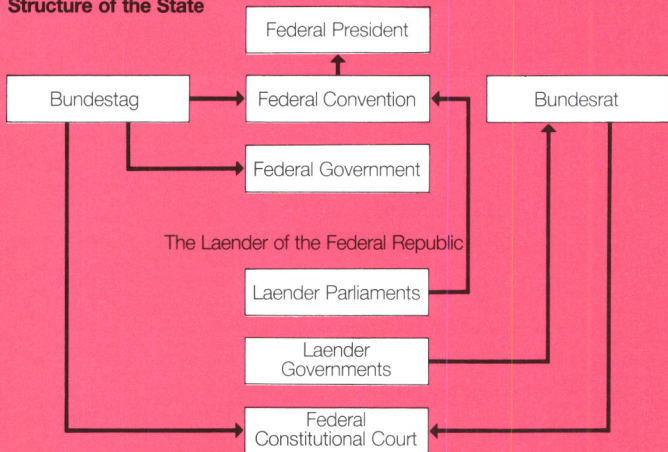 Structure of the State
Federal President
Bundestag
Federal Convention
Bundesrat
Federal Government
The Laender of the Federal Republic
Laender Parliaments
Laender
Governments
Federal
Constitutional Court